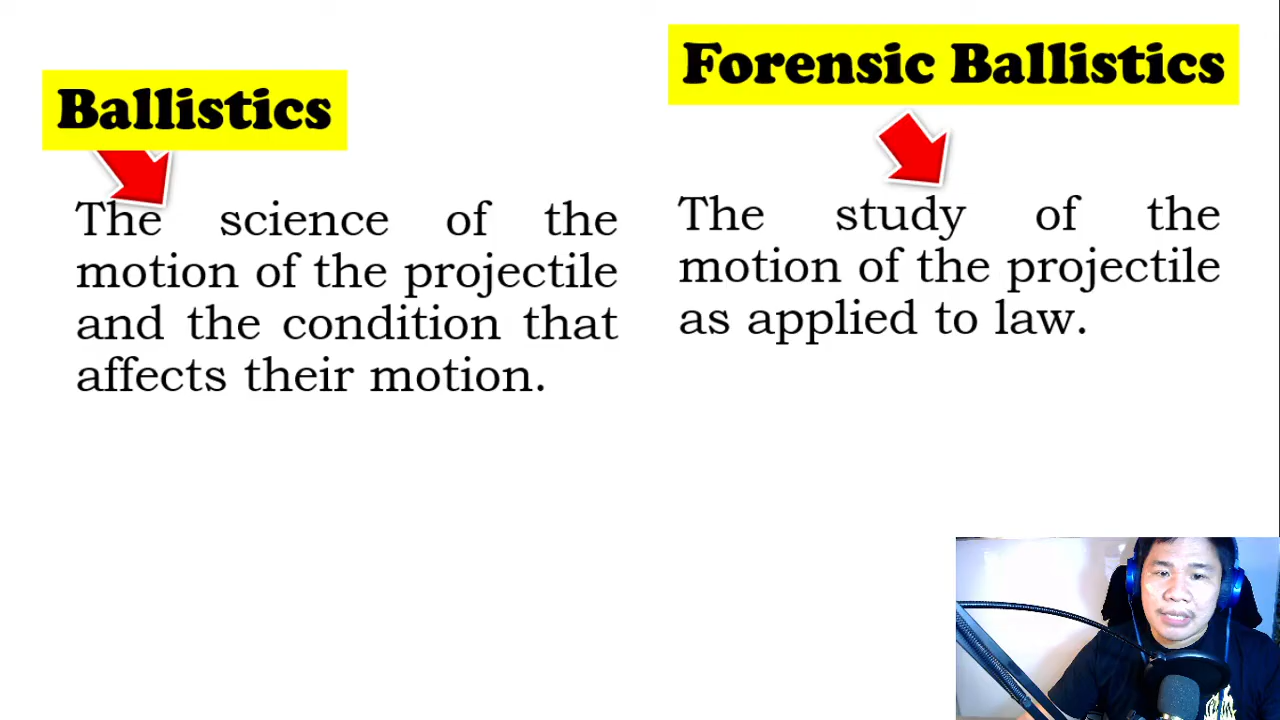 Ballistics
The science of the
motion of the projectile
and the condition that
affects their motion.
Forensic Ballistics
The study of the
motion of the projectile
as applied to law.